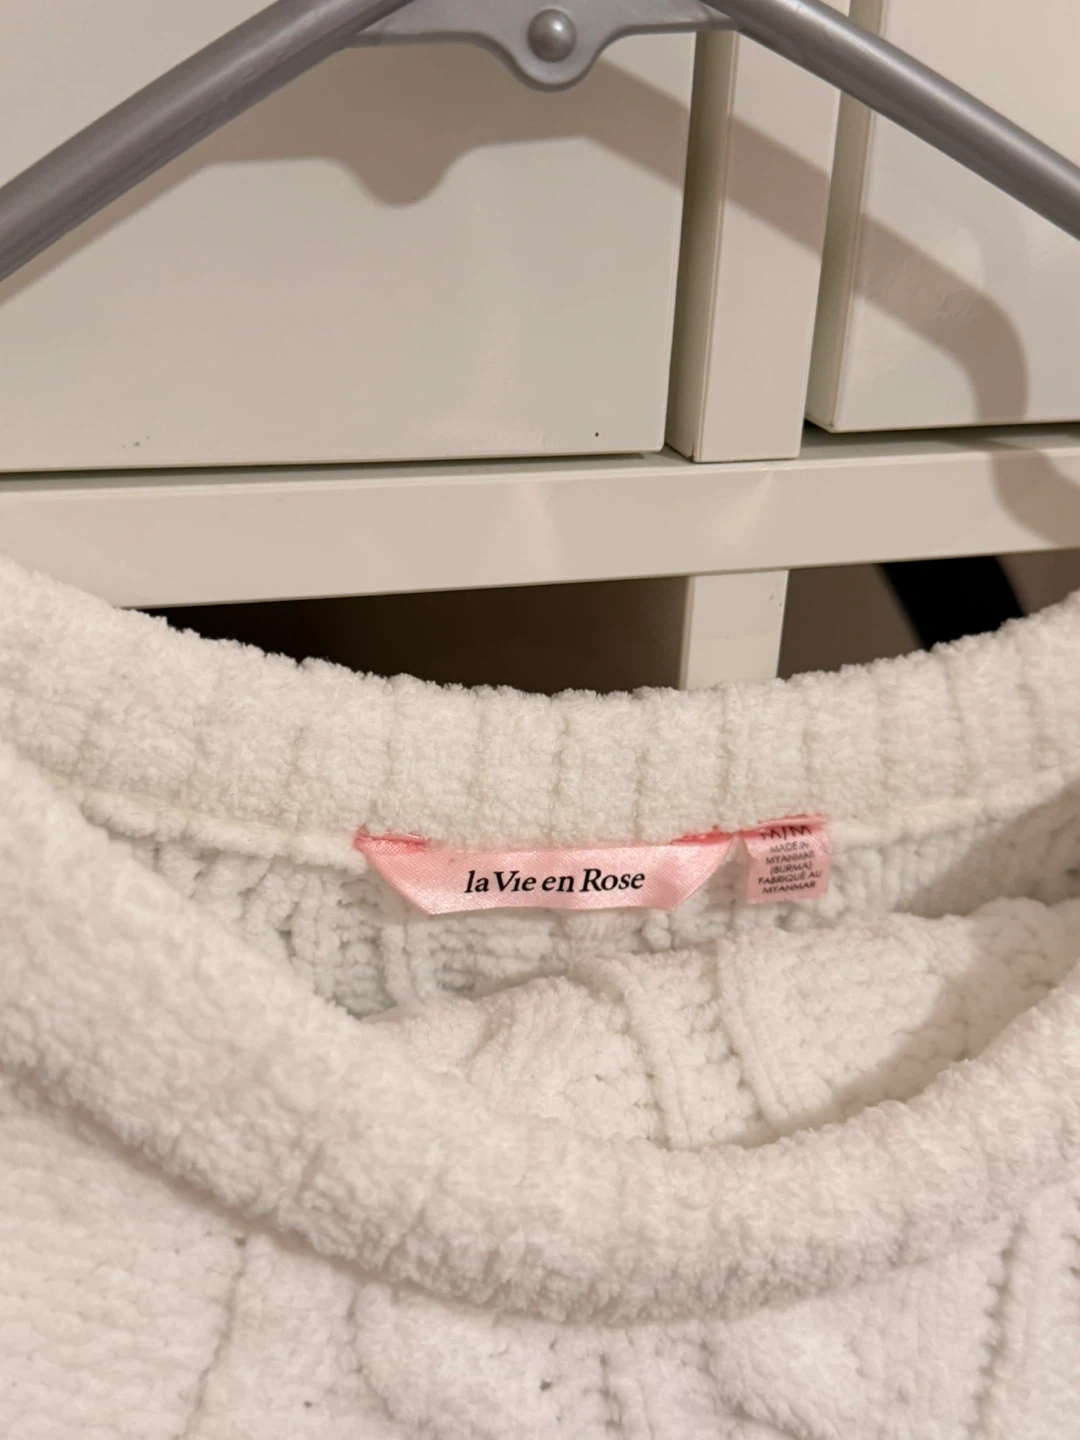 la Vie en Rose
M/M
MADE IN
MYANMAR
(BURMA)
FABRIQUÉ AU
MYANMAR